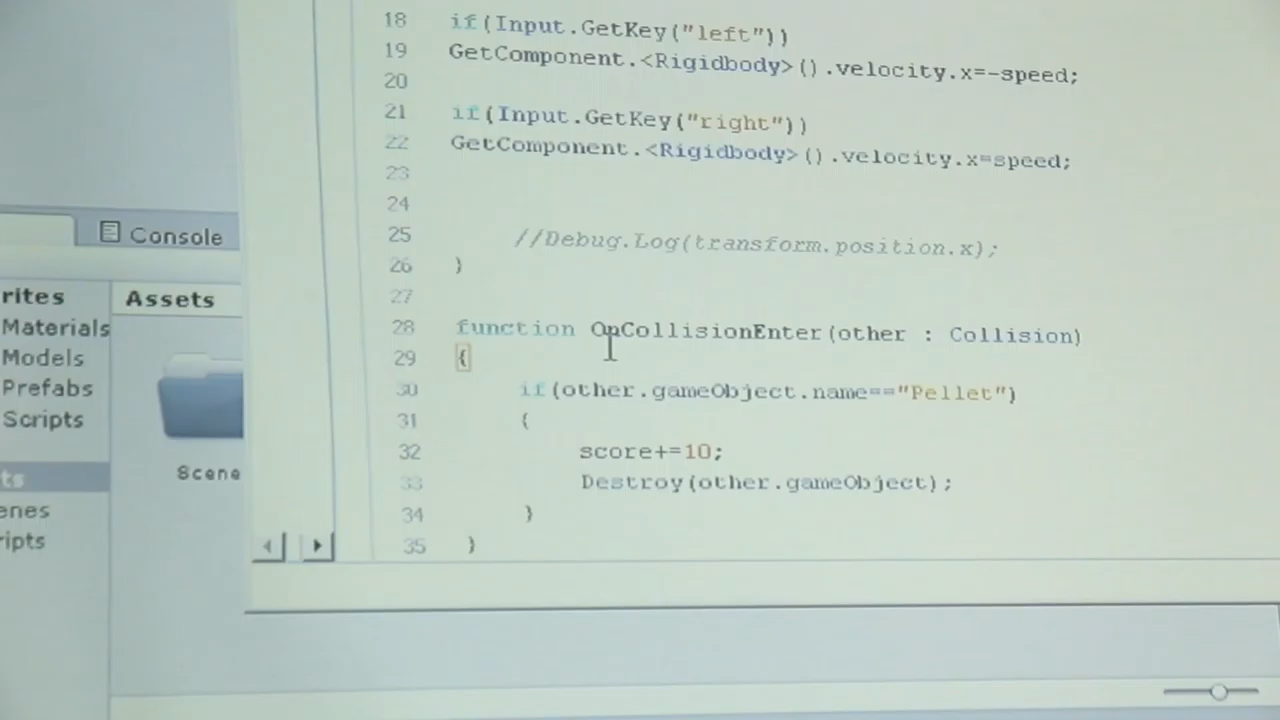 18 if(Input.GetKey("left"))
19 GetComponent.<Rigidbody>().velocity.x=-speed;
20
21 if(Input.GetKey("right"))
22 GetComponent.<Rigidbody>().velocity.x=speed;
23
24
25 //Debug.Log(transform.position.x);
26 }
27
28 function OnCollisionEnter(other : Collision)
29 {
30 if(other.gameObject.name=="Pellet")
31 {
32 score+=10;
33 Destroy(other.gameObject);
34 }
35 }
Console
rites
Assets
Materials
Models
Prefabs
Scripts
Scene
ts
enes
ipts